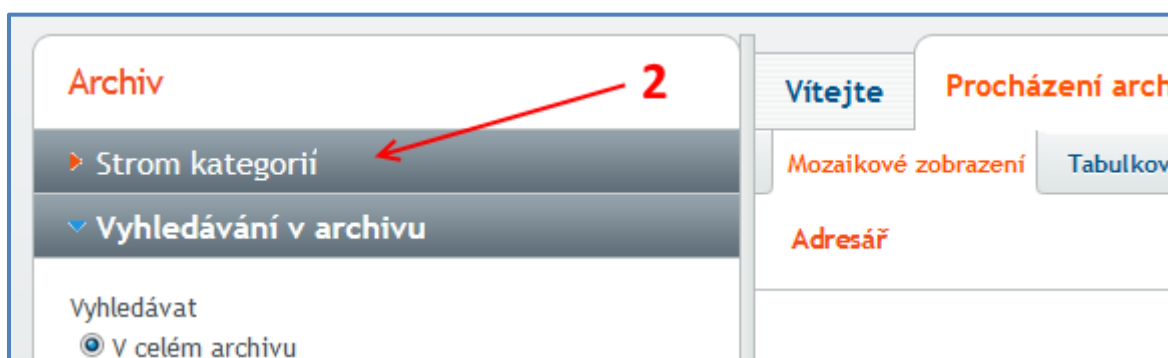 Archiv
2
Strom kategorií
Vyhledávání v archivu
Vyhledávat
V celém archivu
Vítejte
Procházení arch
Mozaikové zobrazení
Tabulkov
Adresář